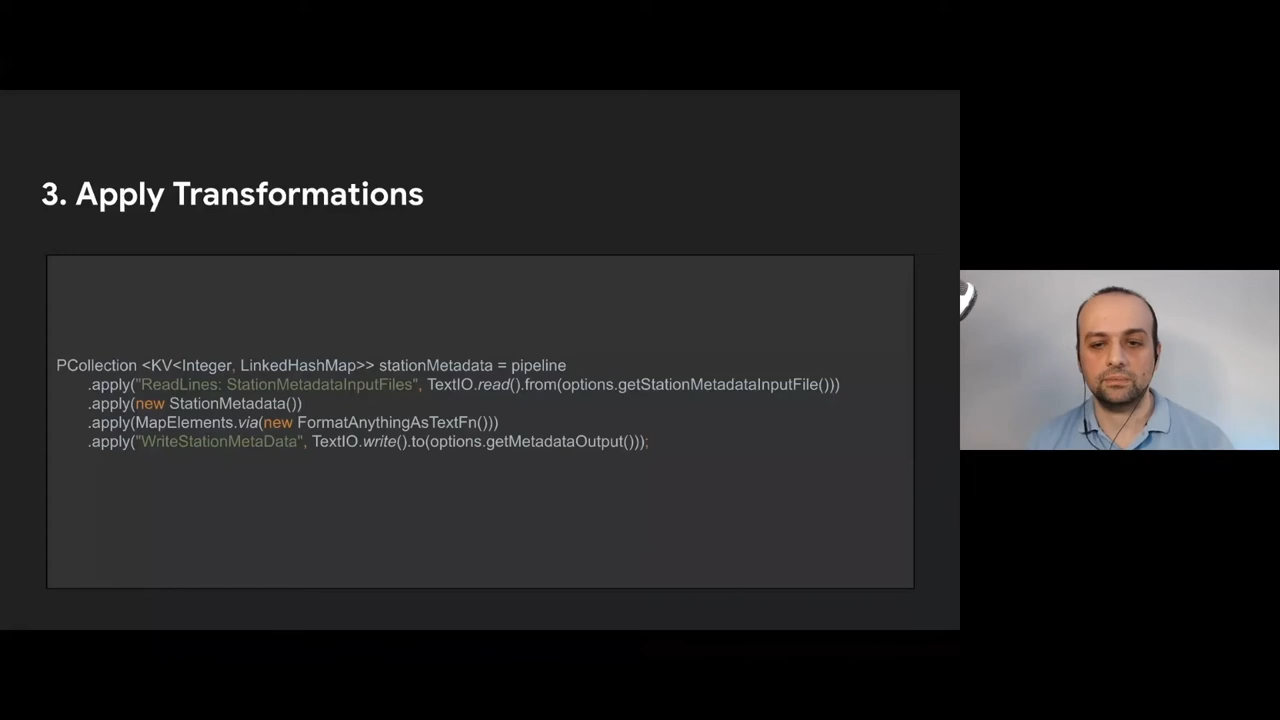 3. Apply Transformations
PCollection <KV<Integer, LinkedHashMap>> stationMetadata = pipeline
.apply("ReadLines: StationMetadataInputFiles", TextIO.read().from(options.getStationMetadataInputFile()))
.apply(new StationMetadata())
.apply(MapElements.via(new FormatAnythingAsTextFn()))
.apply("WriteStationMetaData", TextIO.write().to(options.getMetadataOutput()));